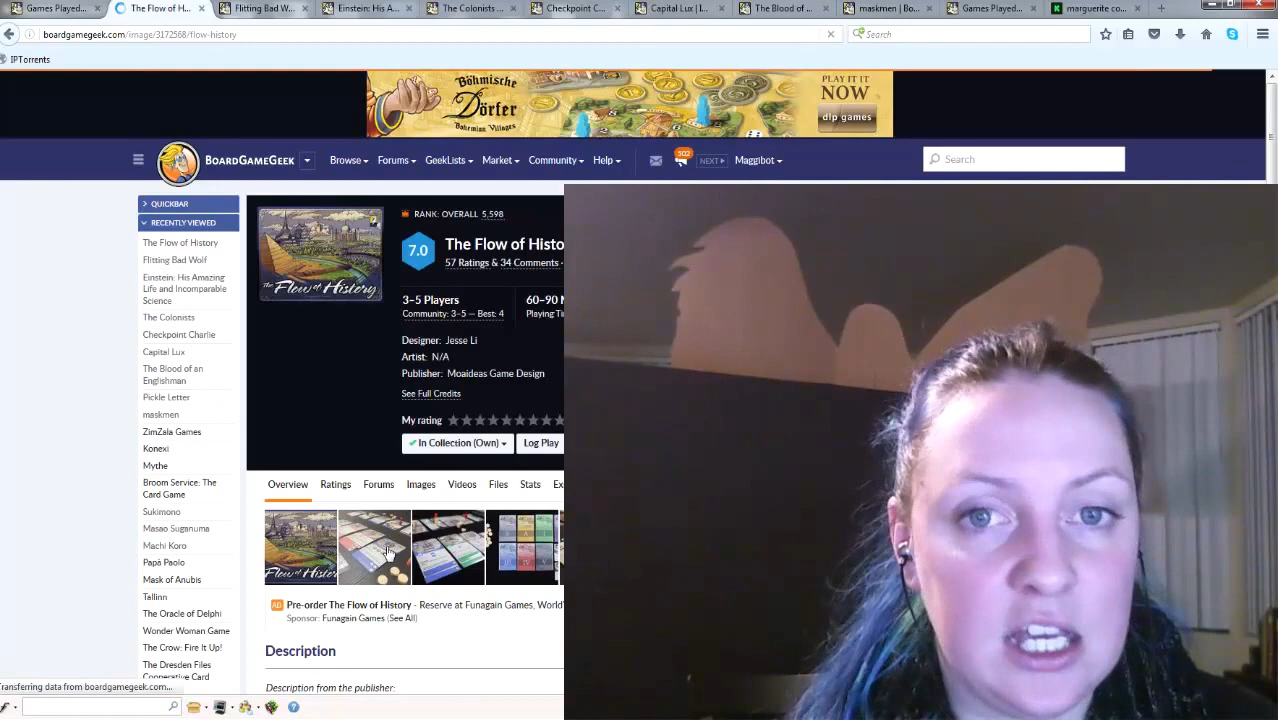 Games Played...
The Flow of H...
Flitting Bad W...
Einstein: His A...
The Colonists ...
Checkpoint C...
Capital Lux | I...
The Blood of ...
maskmen | Bo...
Games Played...
marguerite co...
boardgamegeek.com/image/3172568/flow-history
Search
IPTorrents
Böhmische
Dörfer
Bohemian Villages
PLAY IT
NOW
dlp games
BOARDGAMEGEEK
Browse
Forums
GeekLists
Market
Community
Help
502
NEXT
Maggibot
Search
QUICKBAR
RECENTLY VIEWED
The Flow of History
Flitting Bad Wolf
Einstein: His Amazing
Life and Incomparable
Science
The Colonists
Checkpoint Charlie
Capital Lux
The Blood of an
Englishman
Pickle Letter
maskmen
ZimZala Games
Konexi
Mythe
Broom Service: The
Card Game
Sukimono
Masao Suganuma
Machi Koro
Papà Paolo
Mask of Anubis
Tallinn
The Oracle of Delphi
Wonder Woman Game
The Crow: Fire It Up!
The Dresden Files
Cooperative Card
The Flow of History
RANK: OVERALL 5,598
7.0
The Flow of Histo
57 Ratings & 34 Comments
3–5 Players
Community: 3–5 — Best: 4
60–90 M
Playing Ti
Designer: Jesse Li
Artist: N/A
Publisher: Moaideas Game Design
See Full Credits
My rating
In Collection (Own)
Log Play
Overview
Ratings
Forums
Images
Videos
Files
Stats
Ex
Flow of History
AD Pre-order The Flow of History - Reserve at Funagain Games, World'
Sponsor: Funagain Games (See All)
Description
Description from the publisher:
Transferring data from boardgamegeek.com...